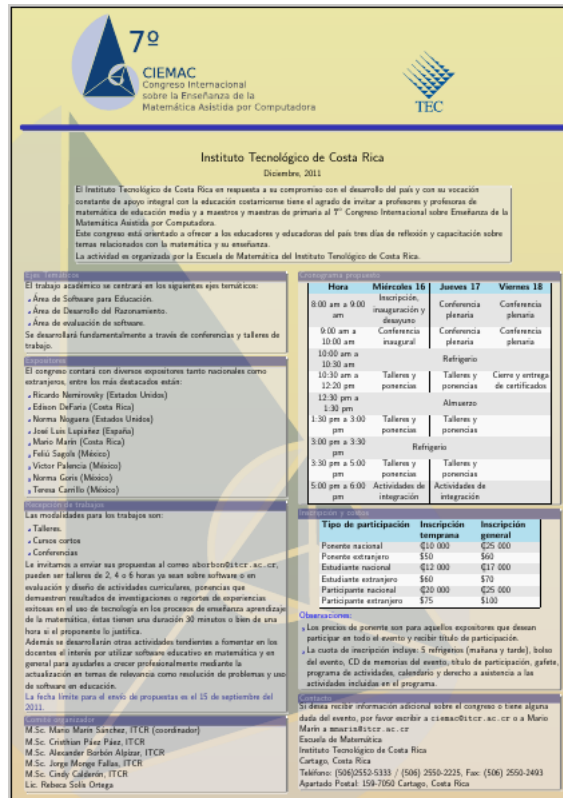 7º
CIEMAC
Congreso Internacional
sobre la Enseñanza de la
Matemática Asistida por Computadora
TEC
Instituto Tecnológico de Costa Rica
Diciembre, 2011
El Instituto Tecnológico de Costa Rica en respuesta a su compromiso con el desarrollo del país y con su vocación
constante de apoyo integral con la educación costarricense tiene el agrado de invitar a profesores y profesoras de
matemática de educación media y a maestros y maestras de primaria al 7º Congreso Internacional sobre Enseñanza de la
Matemática Asistida por Computadora.
Este congreso está orientado a ofrecer a los educadores y educadoras del país tres días de reflexión y capacitación sobre
temas relacionados con la matemática y su enseñanza.
La actividad es organizada por la Escuela de Matemática del Instituto Tenológico de Costa Rica.
Ejes Temáticos
El trabajo académico se centrará en los siguientes ejes temáticos:
Área de Software para Educación.
Área de Desarrollo del Razonamiento.
Área de evaluación de software.
Se desarrollará fundamentalmente a través de conferencias y talleres de
trabajo.
Expositores
El congreso contará con diversos expositores tanto nacionales como
extranjeros, entre los más destacados están:
Ricardo Nemirovsky (Estados Unidos)
Edison DeFaria (Costa Rica)
Norma Noguera (Estados Unidos)
José Luis Lupiañez (España)
Mario Marín (Costa Rica)
Feliú Sagols (México)
Víctor Palencia (México)
Norma Goris (México)
Teresa Carrillo (México)
Recepción de trabajos
Las modalidades para los trabajos son:
Talleres.
Cursos cortos
Conferencias
Le invitamos a enviar sus propuestas al correo aborbon@itcr.ac.cr,
pueden ser talleres de 2, 4 o 6 horas ya sean sobre software o en
evaluación y diseño de actividades curriculares, ponencias que
demuestren resultados de investigaciones o reportes de experiencias
exitosas en el uso de tecnología en los procesos de enseñanza aprendizaje
de la matemática, éstas tienen una duración 30 minutos o bien de una
hora si el proponente lo justifica.
Además se desarrollarán otras actividades tendientes a fomentar en los
docentes el interés por utilizar software educativo en matemática y en
general para ayudarles a crecer profesionalmente mediante la
actualización en temas de relevancia como resolución de problemas y uso
de software en educación.
La fecha límite para el envío de propuestas es el 15 de septiembre del
2011.
Comité organizador
M.Sc. Mario Marín Sánchez, ITCR (coordinador)
M.Sc. Cristhian Páez Páez, ITCR
M.Sc. Alexander Borbón Alpízar, ITCR
M.Sc. Jorge Monge Fallas, ITCR
M.Sc. Cindy Calderón, ITCR
Lic. Rebeca Solís Ortega
Cronograma propuesto
Hora Miércoles 16 Jueves 17 Viernes 18
8:00 am a 9:00 am Inscripción, inauguración y desayuno Conferencia plenaria Conferencia plenaria
9:00 am a 10:00 am Conferencia inaugural Conferencia plenaria Conferencia plenaria
10:00 am a 10:30 am Refrigerio
10:30 am a 12:20 pm Talleres y ponencias Talleres y ponencias Cierre y entrega de certificados
12:30 pm a 1:30 pm Almuerzo
1:30 pm a 3:00 pm Talleres y ponencias Talleres y ponencias
3:00 pm a 3:30 pm Refrigerio
3:30 pm a 5:00 pm Talleres y ponencias Talleres y ponencias
5:00 pm a 6:00 pm Actividades de integración Actividades de integración
Inscripción y costos
Tipo de participación Inscripción temprana Inscripción general
Ponente nacional ₡10 000 ₡25 000
Ponente extranjero $50 $60
Estudiante nacional ₡12 000 ₡17 000
Estudiante extranjero $60 $70
Participante nacional ₡20 000 ₡25 000
Participante extranjero $75 $100
Observaciones:
Los precios de ponente son para aquellos expositores que desean
participar en todo el evento y recibir título de participación.
La cuota de inscripción incluye: 5 refrigerios (mañana y tarde), bolso
del evento, CD de memorias del evento, título de participación, gafete,
programa de actividades, calendario y derecho a asistencia a las
actividades incluidas en el programa.
Contacto
Si desea recibir información adicional sobre el congreso o tiene alguna
duda del evento, por favor escribir a ciemac@itcr.ac.cr o a Mario
Marín a mmarin@itcr.ac.cr
Escuela de Matemática
Instituto Tecnológico de Costa Rica
Cartago, Costa Rica
Teléfono: (506)2552-5333 / (506) 2550-2225, Fax: (506) 2550-2493
Apartado Postal: 159-7050 Cartago, Costa Rica